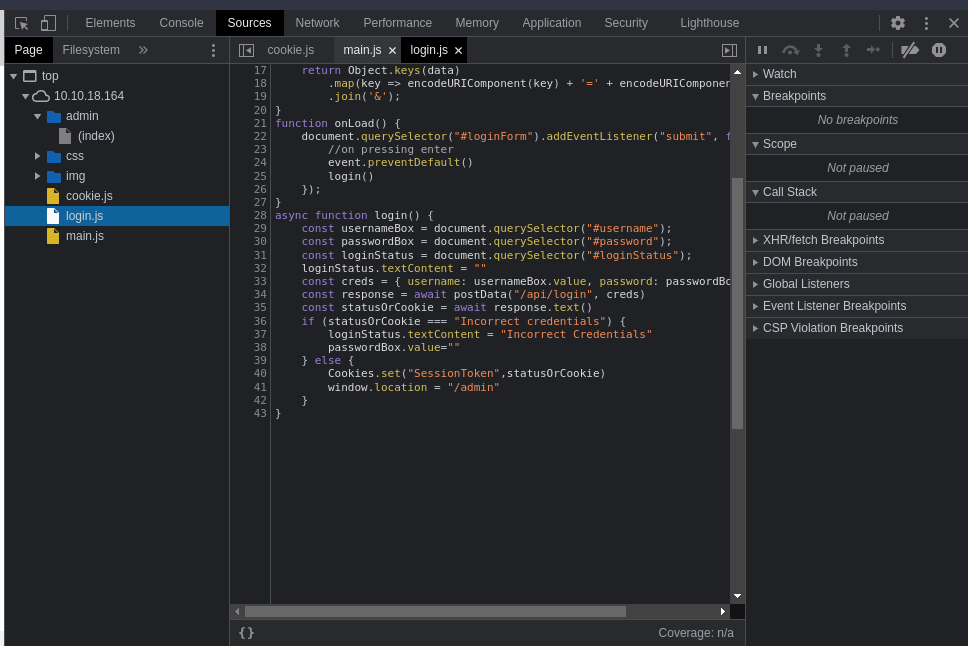 Elements Console Sources Network Performance Memory Application Security Lighthouse
Page Filesystem
cookie.js main.js login.js
top
10.10.18.164
admin
(index)
css
img
cookie.js
login.js
main.js
17 return Object.keys(data)
18 .map(key => encodeURIComponent(key) + '=' + encodeURICompone
19 .join('&');
20 }
21 function onLoad() {
22 document.querySelector("#loginForm").addEventListener("submit", f
23 //on pressing enter
24 event.preventDefault()
25 login()
26 });
27 }
28 async function login() {
29 const usernameBox = document.querySelector("#username");
30 const passwordBox = document.querySelector("#password");
31 const loginStatus = document.querySelector("#loginStatus");
32 loginStatus.textContent = ""
33 const creds = { username: usernameBox.value, password: passwordBo
34 const response = await postData("/api/login", creds)
35 const statusOrCookie = await response.text()
36 if (statusOrCookie === "Incorrect credentials") {
37 loginStatus.textContent = "Incorrect Credentials"
38 passwordBox.value=""
39 } else {
40 Cookies.set("SessionToken",statusOrCookie)
41 window.location = "/admin"
42 }
43 }
{} Coverage: n/a
Watch
Breakpoints
No breakpoints
Scope
Not paused
Call Stack
Not paused
XHR/fetch Breakpoints
DOM Breakpoints
Global Listeners
Event Listener Breakpoints
CSP Violation Breakpoints